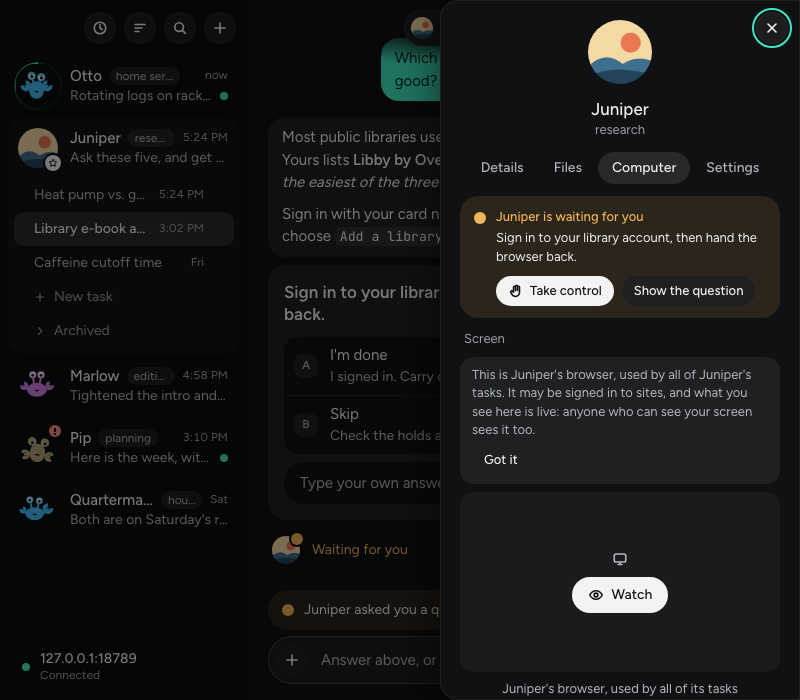 Otto
home ser...
now
Rotating logs on rack...
Juniper
rese...
5:24 PM
Ask these five, and get ...
Heat pump vs. g...
5:24 PM
Library e-book a...
3:02 PM
Caffeine cutoff time
Fri
New task
Archived
Marlow
editi...
4:58 PM
Tightened the intro and...
Pip
planning
3:10 PM
Here is the week, wit...
Quarterma...
hou...
Sat
Both are on Saturday's r...
127.0.0.1:18789
Connected
Which
good?
Most public libraries use
Yours lists Libby by Ove
the easiest of the three
Sign in with your card n
choose Add a library
Sign in to your librar
back.
A
I'm done
I signed in. Carry o
B
Skip
Check the holds a
Type your own answe
Waiting for you
Juniper asked you a q
Answer above, or
Juniper
research
Details
Files
Computer
Settings
Juniper is waiting for you
Sign in to your library account, then hand the
browser back.
Take control
Show the question
Screen
This is Juniper's browser, used by all of Juniper's
tasks. It may be signed in to sites, and what you
see here is live: anyone who can see your screen
sees it too.
Got it
Watch
Juniper's browser, used by all of its tasks